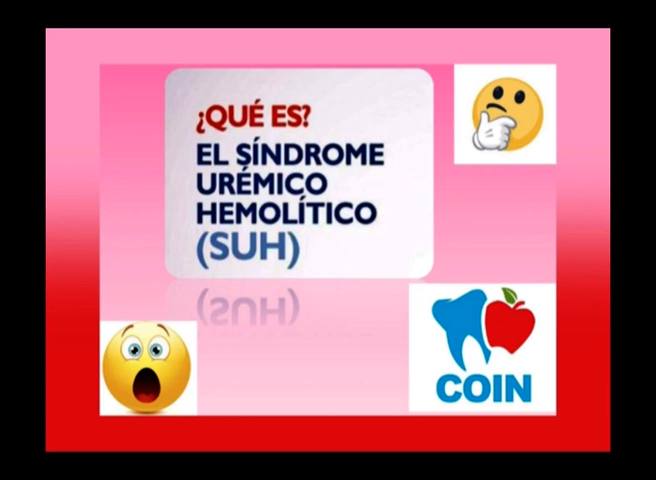 ¿QUÉ ES?
EL SÍNDROME
URÉMICO
HEMOLÍTICO
(SUH)
COIN